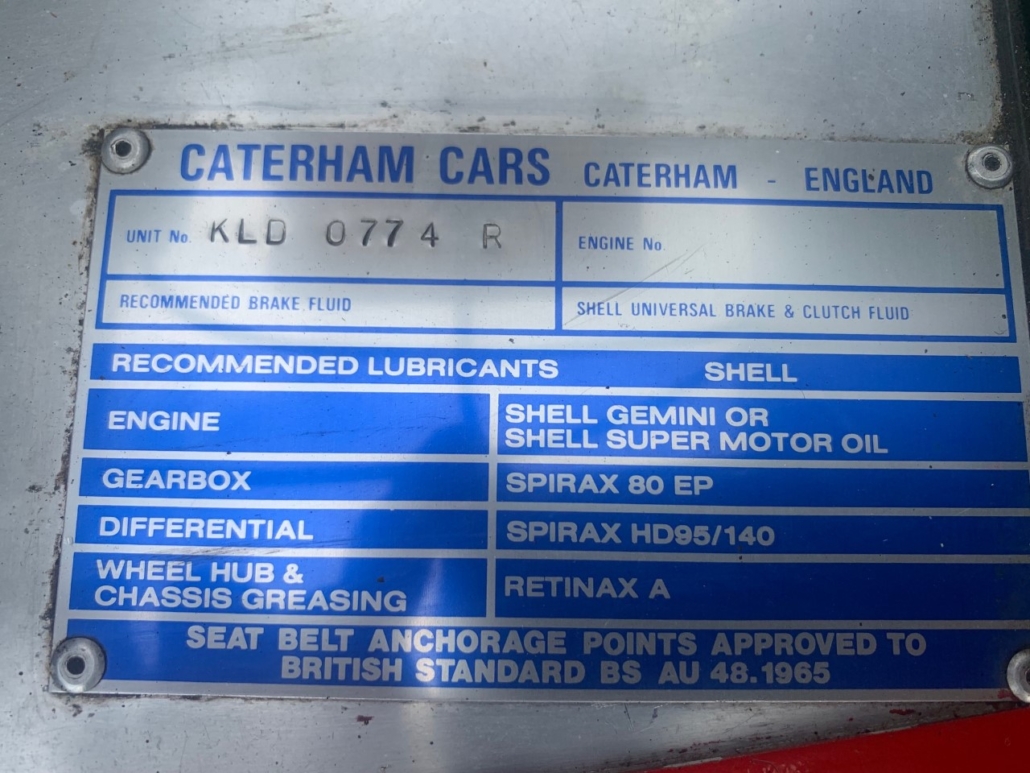 CATERHAM CARS CATERHAM - ENGLAND
UNIT No. KLD 0774 R ENGINE No.
RECOMMENDED BRAKE FLUID SHELL UNIVERSAL BRAKE & CLUTCH FLUID
RECOMMENDED LUBRICANTS SHELL
ENGINE SHELL GEMINI OR
SHELL SUPER MOTOR OIL
GEARBOX SPIRAX 80 EP
DIFFERENTIAL SPIRAX HD95/140
WHEEL HUB &
CHASSIS GREASING RETINAX A
SEAT BELT ANCHORAGE POINTS APPROVED TO
BRITISH STANDARD BS AU 48.1965